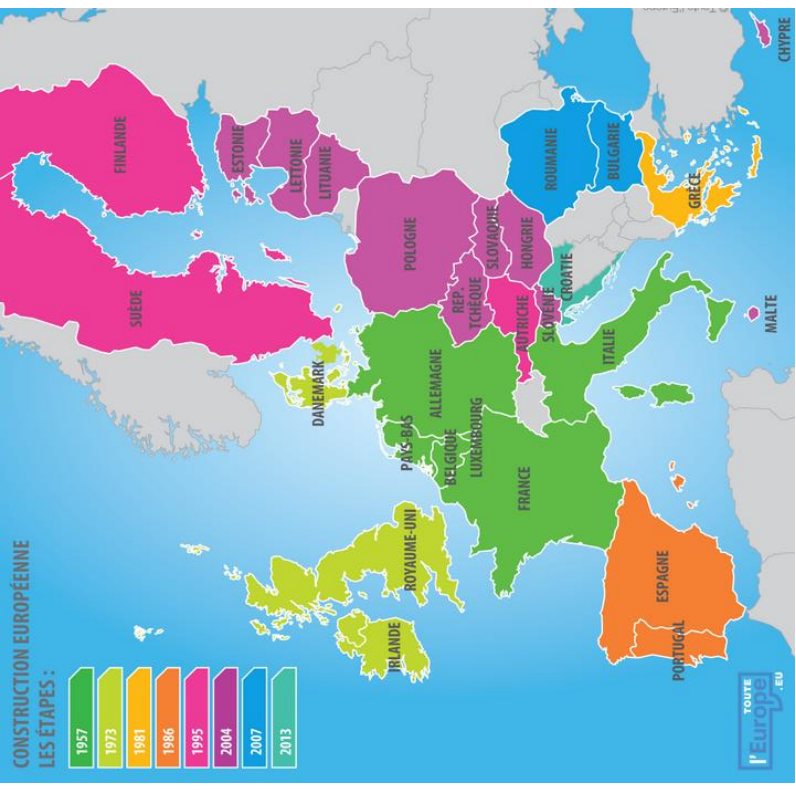 CONSTRUCTION EUROPÉENNE
LES ÉTAPES :
1957
1973
1981
1986
1995
2004
2007
2013
FINLANDE
SUÈDE
ESTONIE
LETTONIE
LITUANIE
DANEMARK
IRLANDE
ROYAUME-UNI
PAYS-BAS
BELGIQUE
LUXEMBOURG
ALLEMAGNE
POLOGNE
REP.
TCHÈQUE
SLOVAQUIE
HONGRIE
AUTRICHE
SLOVÉNIE
CROATIE
ROUMANIE
BULGARIE
FRANCE
ITALIE
GRÈCE
PORTUGAL
ESPAGNE
MALTE
CHYPRE
TOUTE
l'Europe
.EU